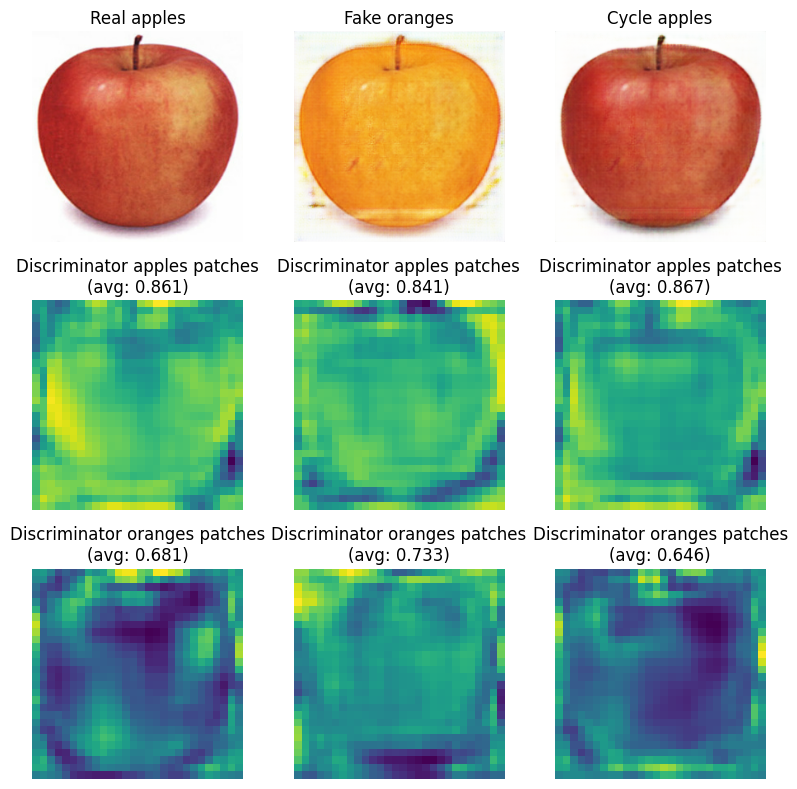 Real apples
Fake oranges
Cycle apples
Discriminator apples patches
(avg: 0.861)
Discriminator apples patches
(avg: 0.841)
Discriminator apples patches
(avg: 0.867)
Discriminator oranges patches
(avg: 0.681)
Discriminator oranges patches
(avg: 0.733)
Discriminator oranges patches
(avg: 0.646)